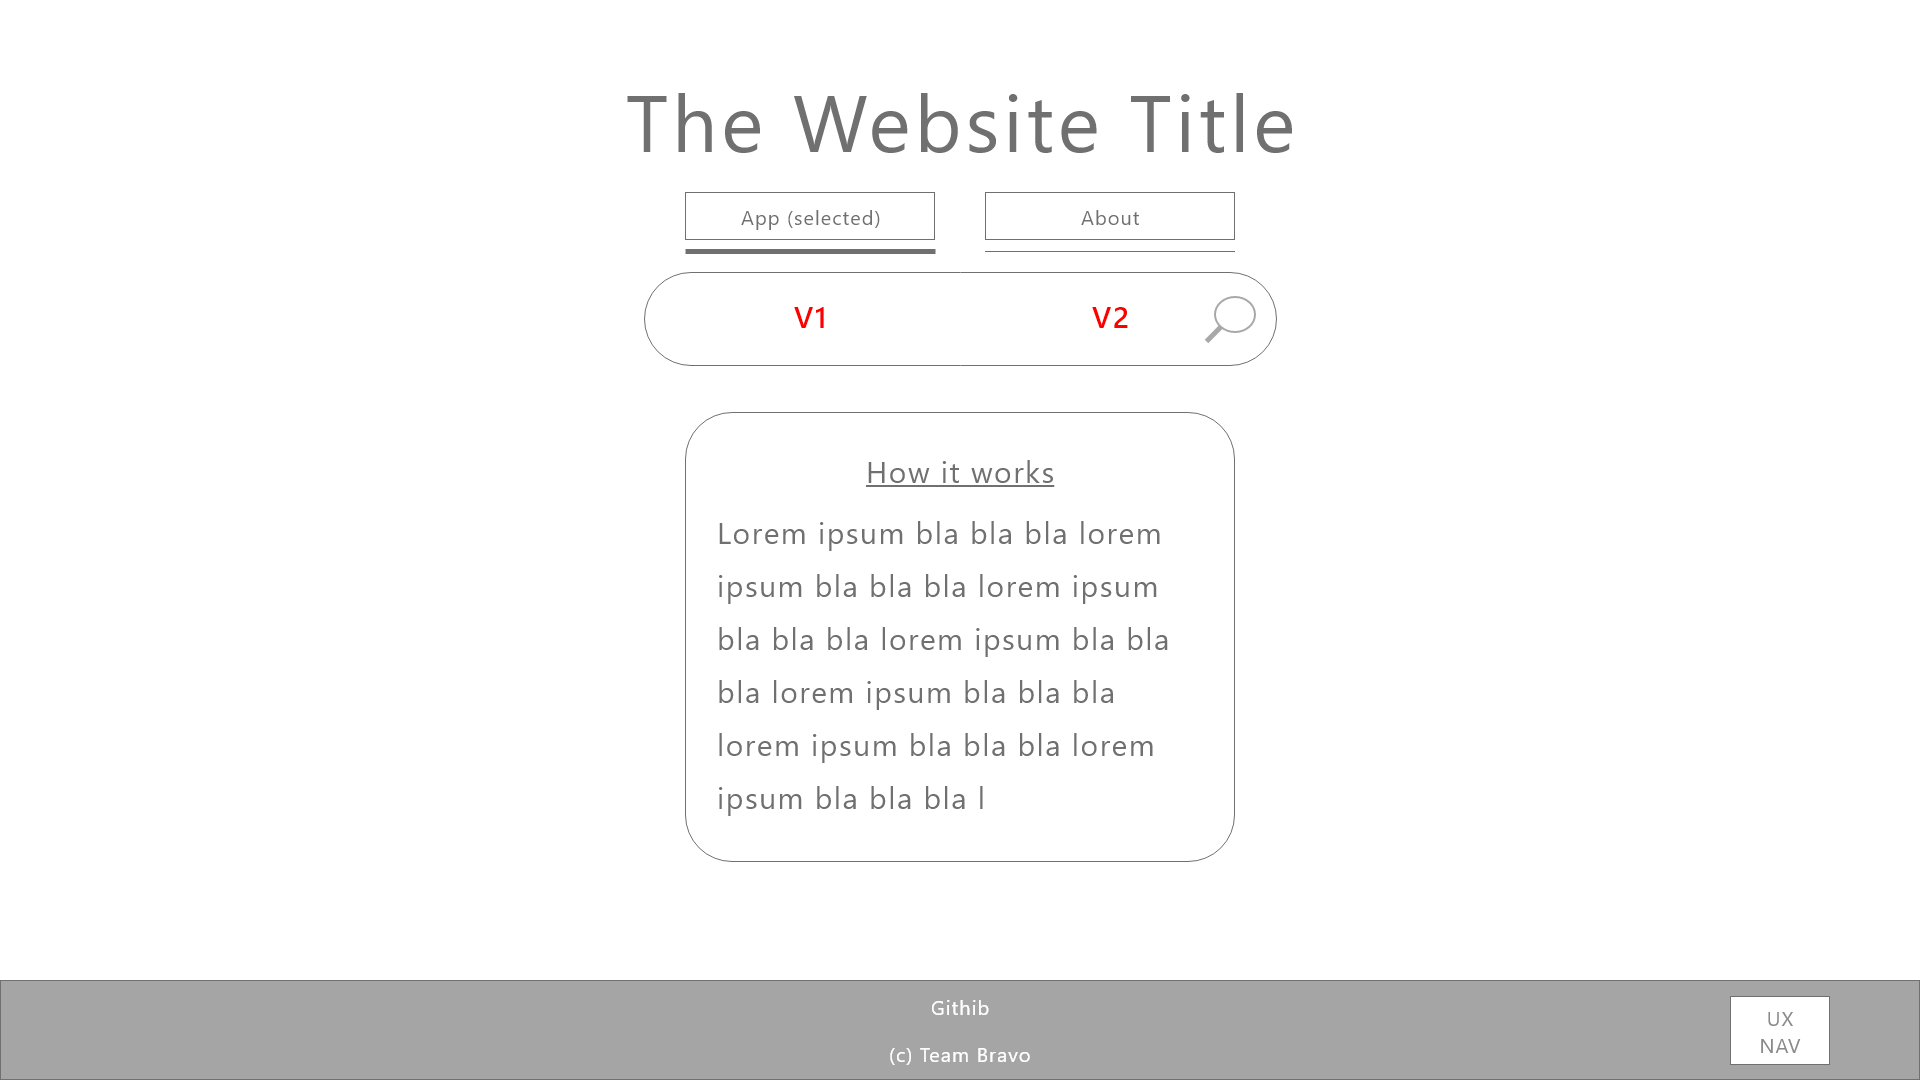 The Website Title
App (selected) About
V1 V2
How it works
Lorem ipsum bla bla bla lorem
ipsum bla bla bla lorem ipsum
bla bla bla lorem ipsum bla bla
bla lorem ipsum bla bla bla
lorem ipsum bla bla bla lorem
ipsum bla bla bla l
Githib
(c) Team Bravo
UX
NAV